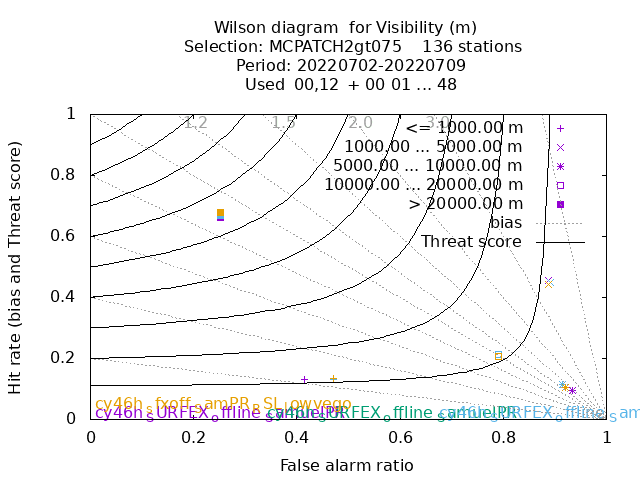 Wilson diagram for Visibility (m)
Selection: MCPATCH2gt075 136 stations
Period: 20220702-20220709
Used 00,12 + 00 01 ... 48
1.2 1.5 2.0 3.0
<= 1000.00 m
1000.00 ... 5000.00 m
5000.00 ... 10000.00 m
10000.00 ... 20000.00 m
> 20000.00 m
bias
Threat score
Hit rate (bias and Threat score)
1
0.8
0.6
0.4
0.2
0
0 0.2 0.4 0.6 0.8 1
False alarm ratio